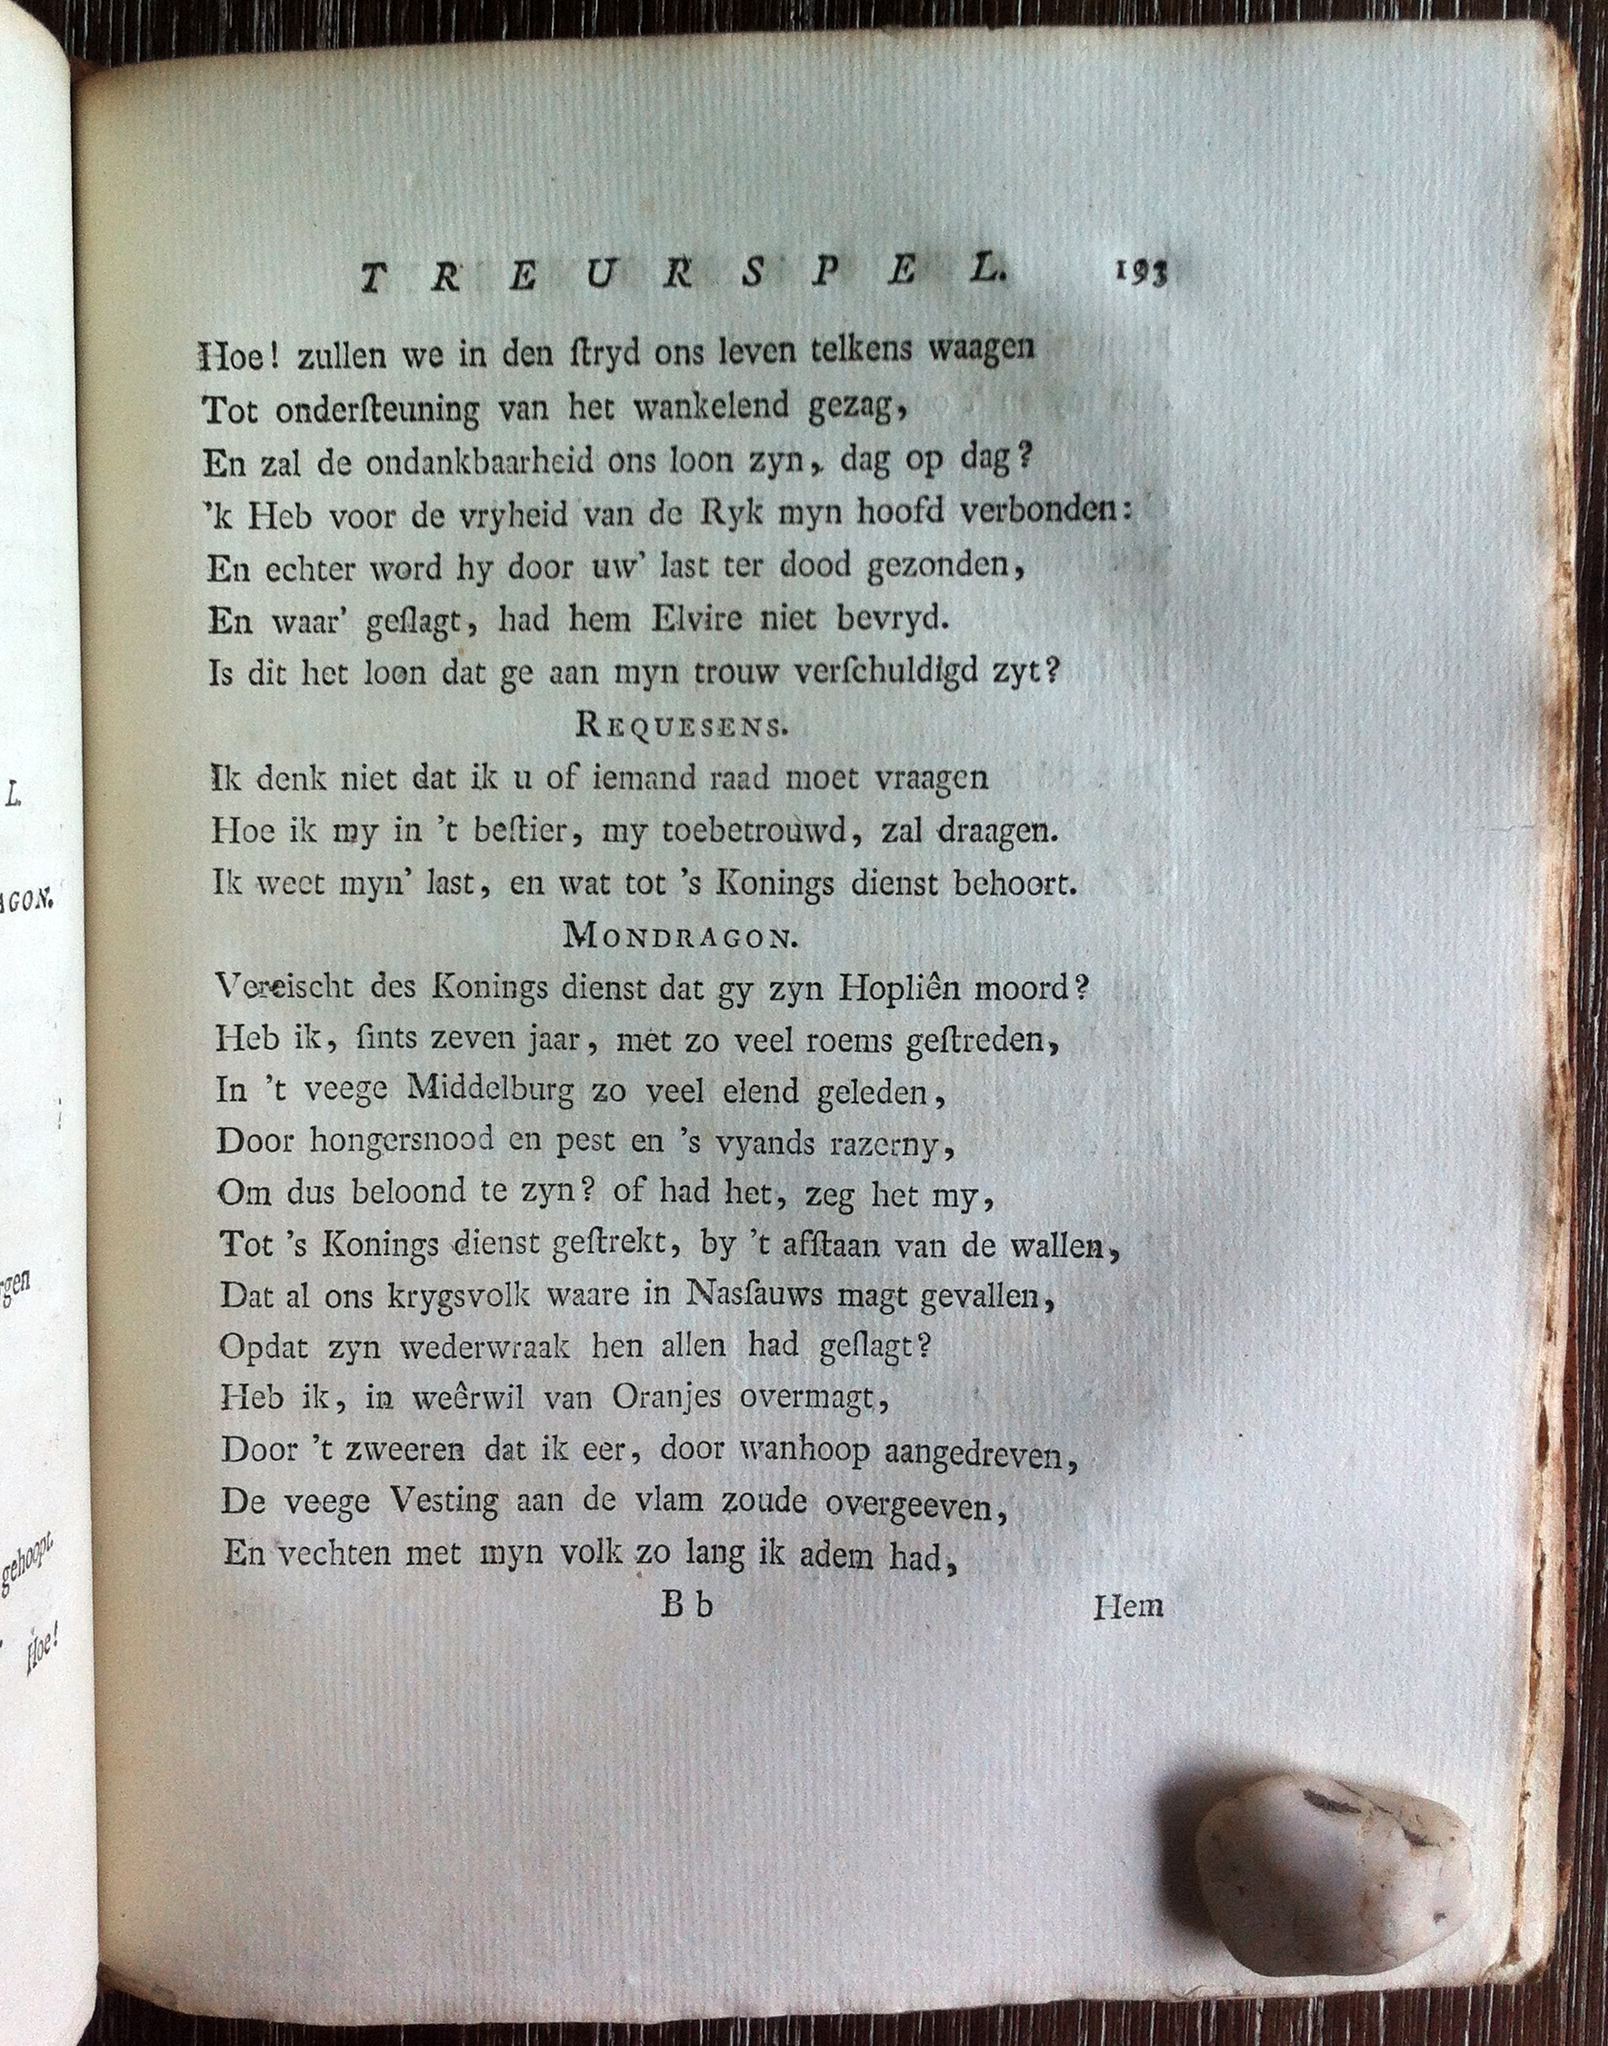 L.
AGON.
rgen
gehoopt.
Hoe!
TREURSPEL. 193
Hoe! zullen we in den ſtryd ons leven telkens waagen
Tot onderſteuning van het wankelend gezag,
En zal de ondankbaarheid ons loon zyn, dag op dag?
’k Heb voor de vryheid van de Ryk myn hoofd verbonden:
En echter word hy door uw’ last ter dood gezonden,
En waar’ geſlagt, had hem Elvire niet bevryd.
Is dit het loon dat ge aan myn trouw verſchuldigd zyt?
REQUESENS.
Ik denk niet dat ik u of iemand raad moet vraagen
Hoe ik my in ’t beſtier, my toebetrouwd, zal draagen.
Ik weet myn’ last, en wat tot ’s Konings dienst behoort.
MONDRAGON.
Vereischt des Konings dienst dat gy zyn Hopliên moord?
Heb ik, ſints zeven jaar, met zo veel roems geſtreden,
In ’t veege Middelburg zo veel elend geleden,
Door hongersnood en pest en ’s vyands razerny,
Om dus beloond te zyn? of had het, zeg het my,
Tot ’s Konings dienst geſtrekt, by ’t afſtaan van de wallen,
Dat al ons krygsvolk waare in Nasſauws magt gevallen,
Opdat zyn wederwraak hen allen had geſlagt?
Heb ik, in weêrwil van Oranjes overmagt,
Door ’t zweeren dat ik eer, door wanhoop aangedreven,
De veege Vesting aan de vlam zoude overgeeven,
En vechten met myn volk zo lang ik adem had,
B b Hem